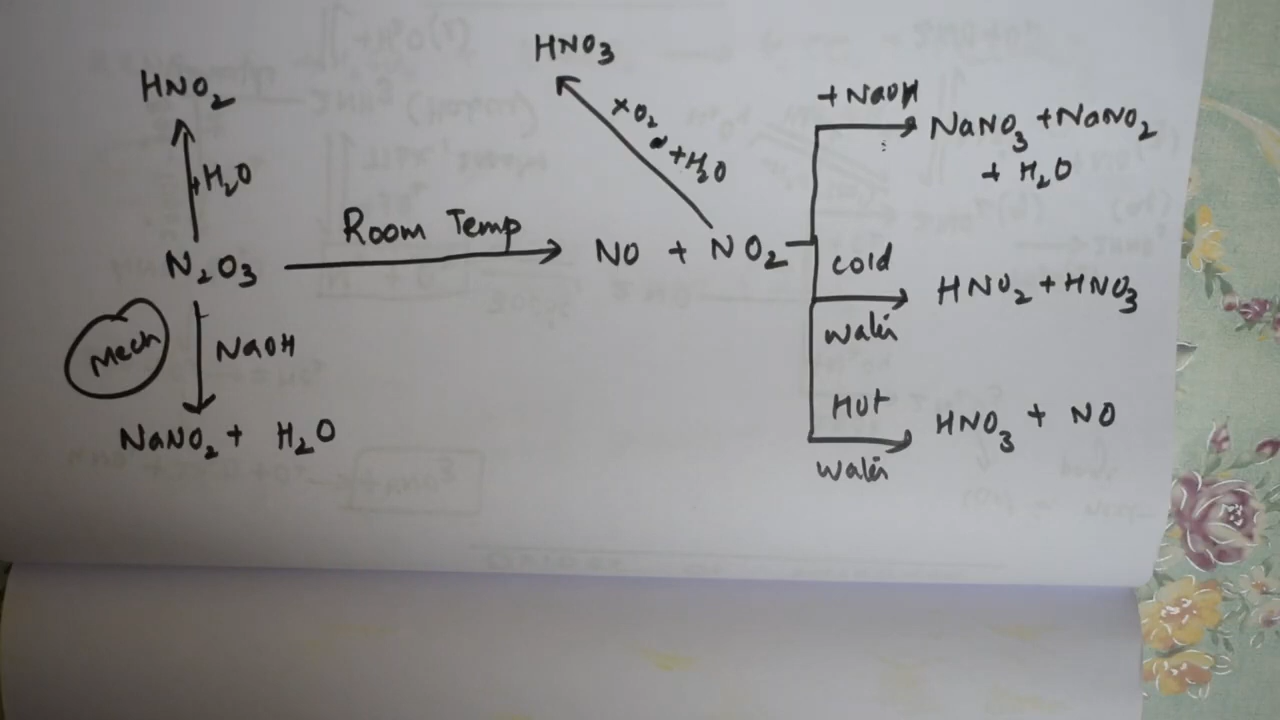 HNO₃
HNO₂
+ NaOH
× O₂
+H₂O
NaNO₃ + NaNO₂
+ H₂O
+H₂O
Room Temp
N₂O₃
NO + NO₂
cold
water
HNO₂ + HNO₃
Mech
NaOH
Hot
water
HNO₃ + NO
NaNO₂ + H₂O